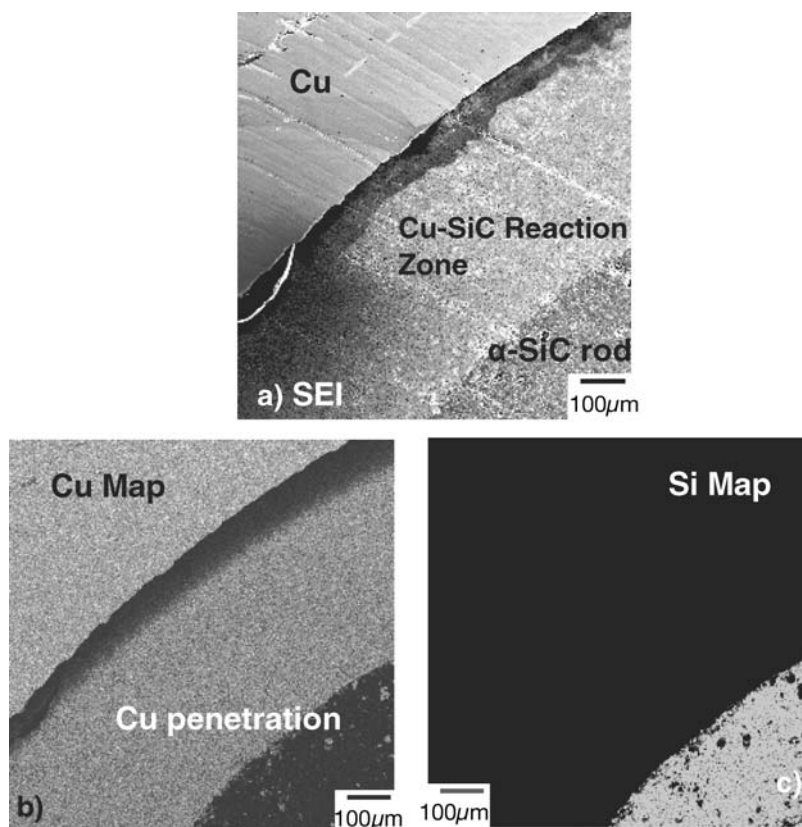 Cu
Cu-SiC Reaction
Zone
α-SiC rod
a) SEI
100µm
Cu Map
Cu penetration
b)
100µm
Si Map
c)
100µm